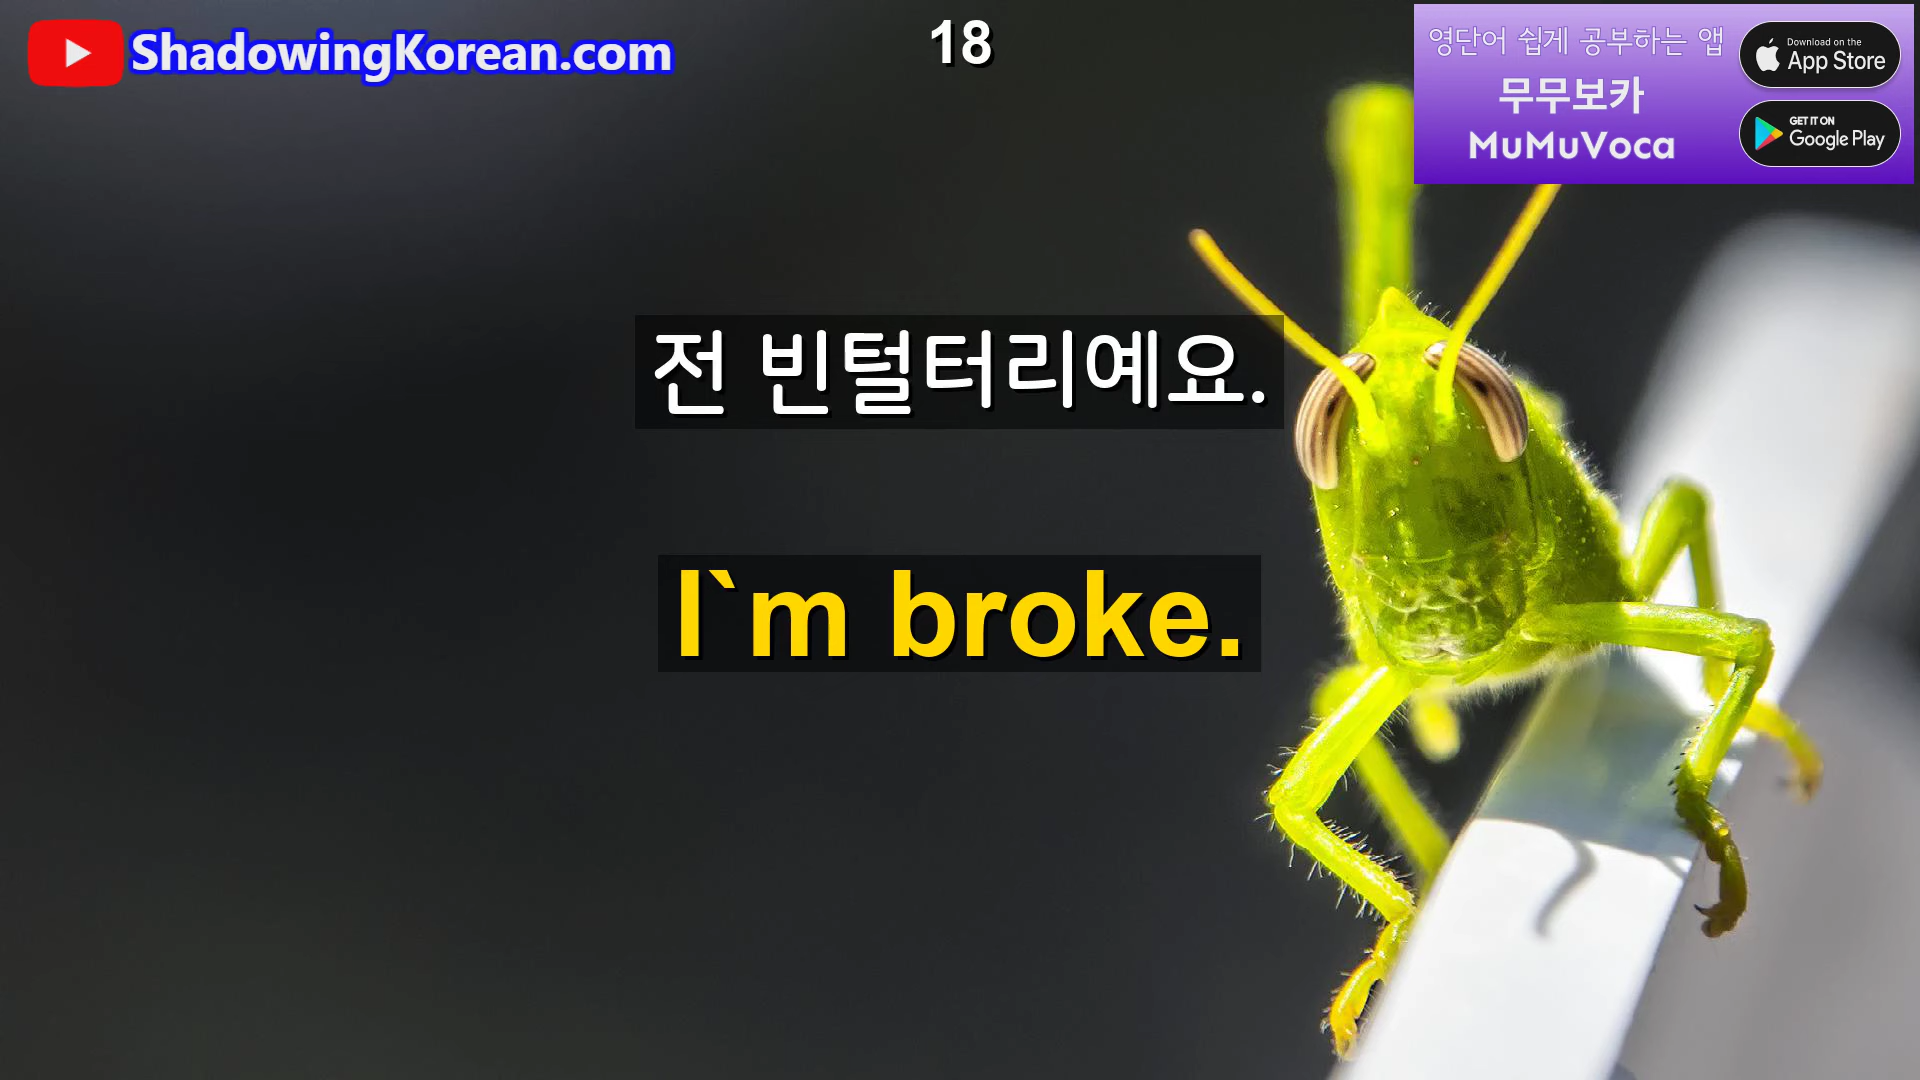 ShadowingKorean.com
18
영단어 쉽게 공부하는 앱
무무보카
MuMuVoca
Download on the
App Store
GET IT ON
Google Play
전 빈털터리예요.
I`m broke.